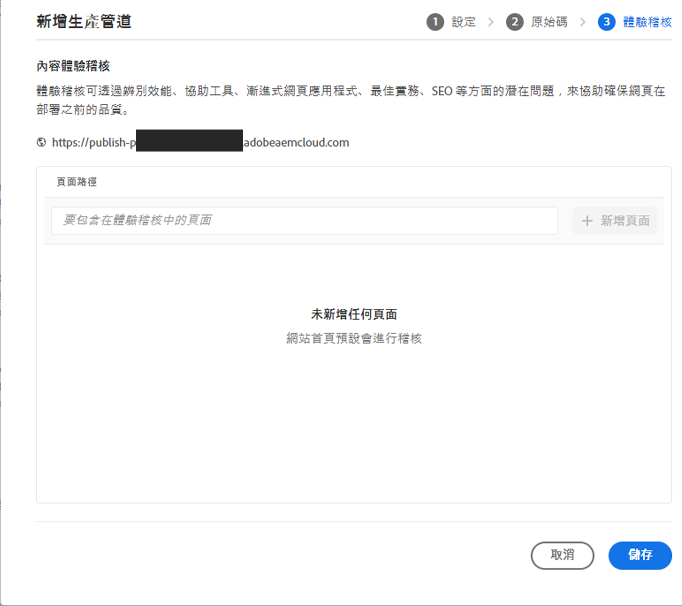 新增生產管道
1 設定 > 2 原始碼 > 3 體驗稽核
內容體驗稽核
體驗稽核可透過辨別效能、協助工具、漸進式網頁應用程式、最佳實務、SEO 等方面的潛在問題，來協助確保網頁在
部署之前的品質。
https://publish-p adobeaemcloud.com
頁面路徑
要包含在體驗稽核中的頁面
+ 新增頁面
未新增任何頁面
網站首頁預設會進行稽核
取消
儲存